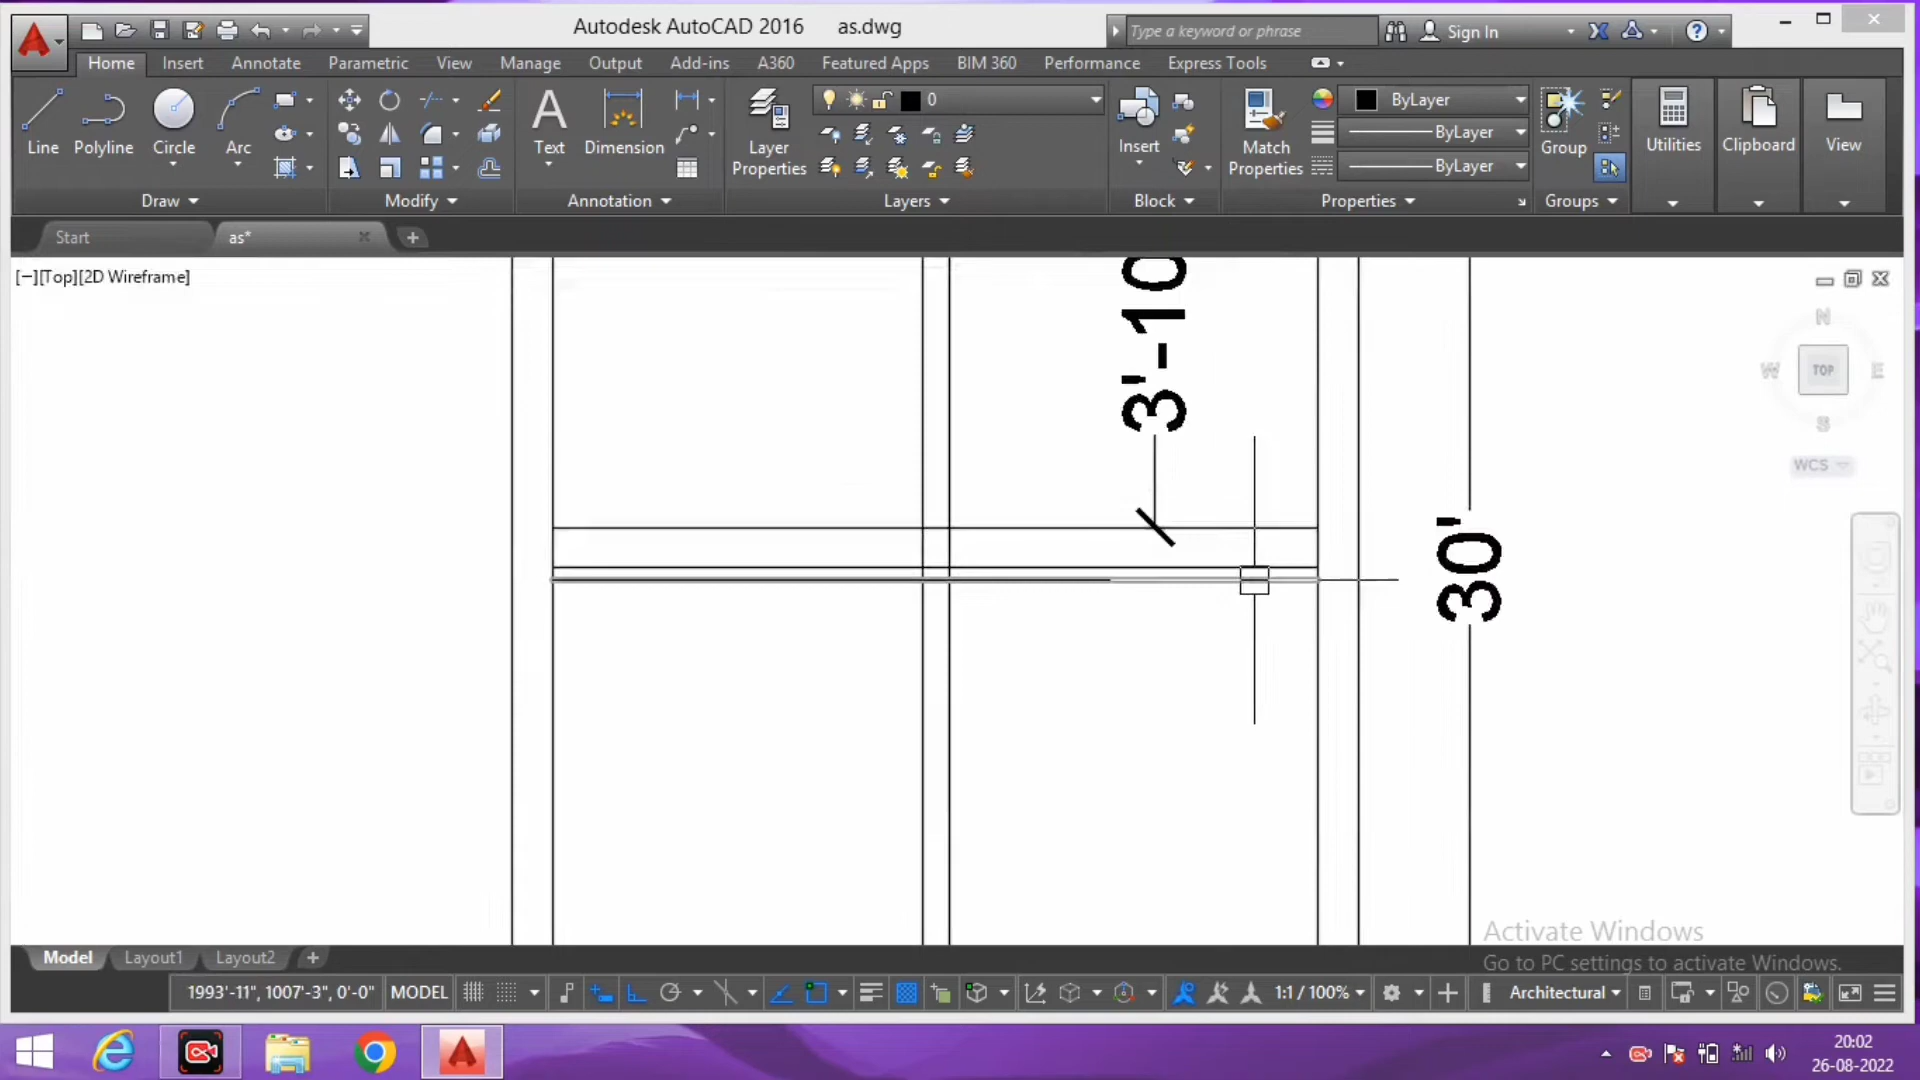 Autodesk AutoCAD 2016 as.dwg
Type a keyword or phrase
Sign In
Home Insert Annotate Parametric View Manage Output Add-ins A360 Featured Apps BIM 360 Performance Express Tools
0
ByLayer
ByLayer
ByLayer
Line Polyline Circle Arc
Text Dimension
Layer Properties
Insert
Match Properties
Group
Utilities
Clipboard
View
Draw
Modify
Annotation
Layers
Block
Properties
Groups
Start
as*
[−][Top][2D Wireframe]
3'-10
30'
N
W
TOP
E
S
WCS
Activate Windows
Go to PC settings to activate Windows.
Model Layout1 Layout2
1993'-11", 1007'-3", 0'-0"
MODEL
1:1 / 100%
Architectural
20:02
26-08-2022